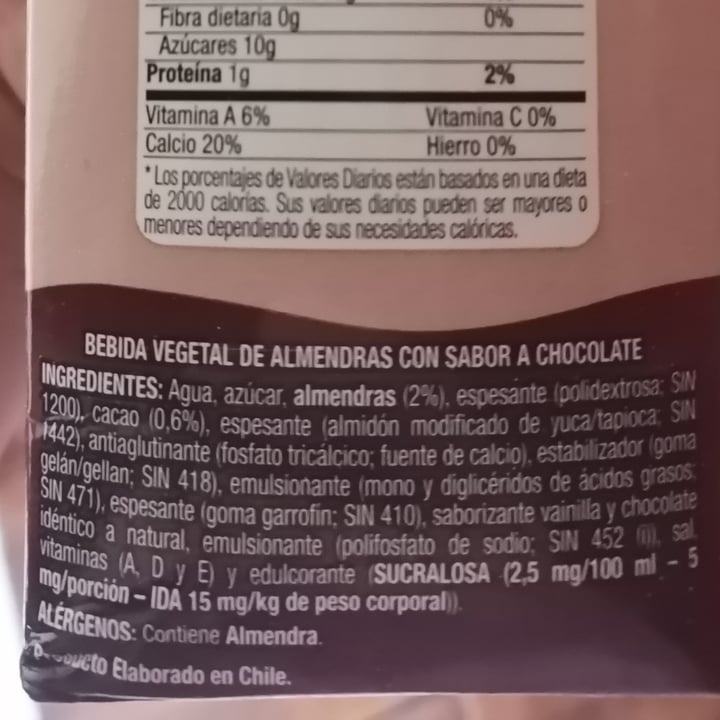 Fibra dietaria 0g 0%
Azúcares 10g
Proteína 1g 2%
Vitamina A 6% Vitamina C 0%
Calcio 20% Hierro 0%
* Los porcentajes de Valores Diarios están basados en una dieta
de 2000 calorías. Sus valores diarios pueden ser mayores o
menores dependiendo de sus necesidades calóricas.
BEBIDA VEGETAL DE ALMENDRAS CON SABOR A CHOCOLATE
INGREDIENTES: Agua, azúcar, almendras (2%), espesante (polidextrosa: SIN
1200), cacao (0,6%), espesante (almidón modificado de yuca/tapioca; SIN
1442), antiaglutinante (fosfato tricálcico; fuente de calcio), estabilizador (goma
gelán/gellan; SIN 418), emulsionante (mono y diglicéridos de ácidos grasos;
SIN 471), espesante (goma garrofin; SIN 410), saborizante vainilla y chocolate
idéntico a natural, emulsionante (polifosfato de sodio; SIN 452 (i)), sal,
vitaminas (A, D y E) y edulcorante (SUCRALOSA (2,5 mg/100 ml - 5
mg/porción – IDA 15 mg/kg de peso corporal)).
ALÉRGENOS: Contiene Almendra.
Elaborado en Chile.